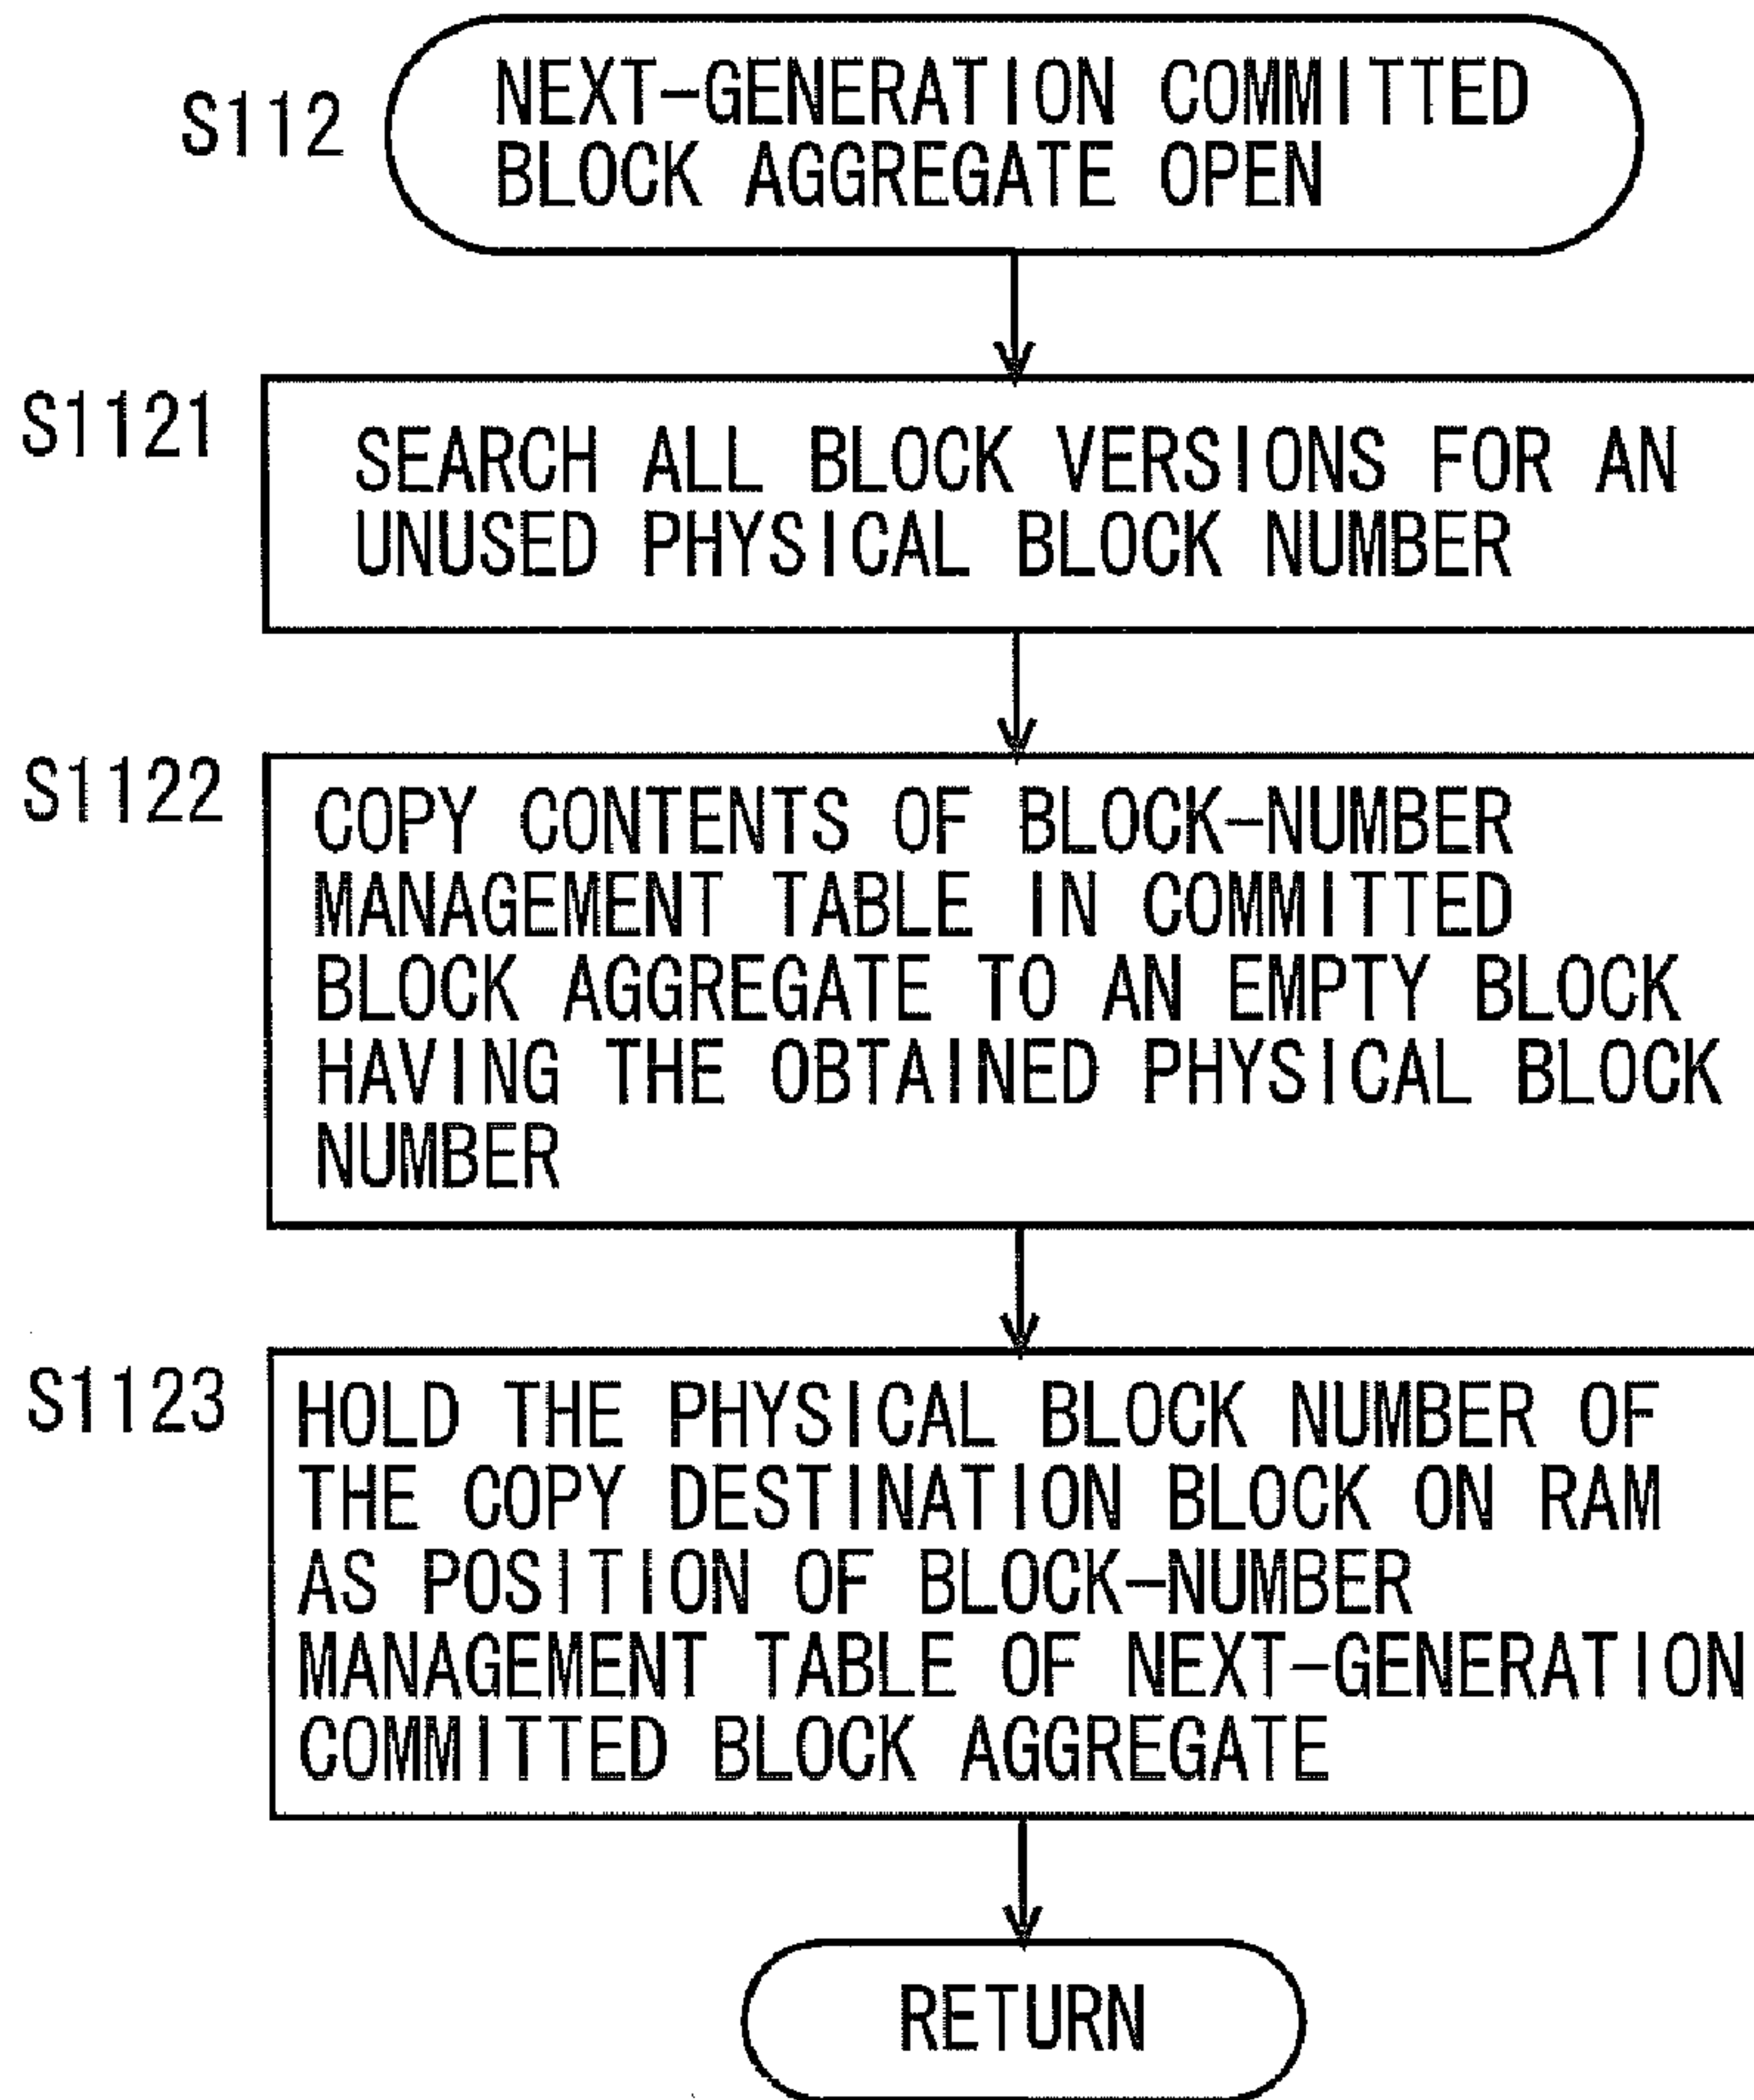 S112
NEXT-GENERATION COMMITTED
BLOCK AGGREGATE OPEN
S1121
SEARCH ALL BLOCK VERSIONS FOR AN
UNUSED PHYSICAL BLOCK NUMBER
S1122
COPY CONTENTS OF BLOCK-NUMBER
MANAGEMENT TABLE IN COMMITTED
BLOCK AGGREGATE TO AN EMPTY BLOCK
HAVING THE OBTAINED PHYSICAL BLOCK
NUMBER
S1123
HOLD THE PHYSICAL BLOCK NUMBER OF
THE COPY DESTINATION BLOCK ON RAM
AS POSITION OF BLOCK-NUMBER
MANAGEMENT TABLE OF NEXT-GENERATION
COMMITTED BLOCK AGGREGATE
RETURN